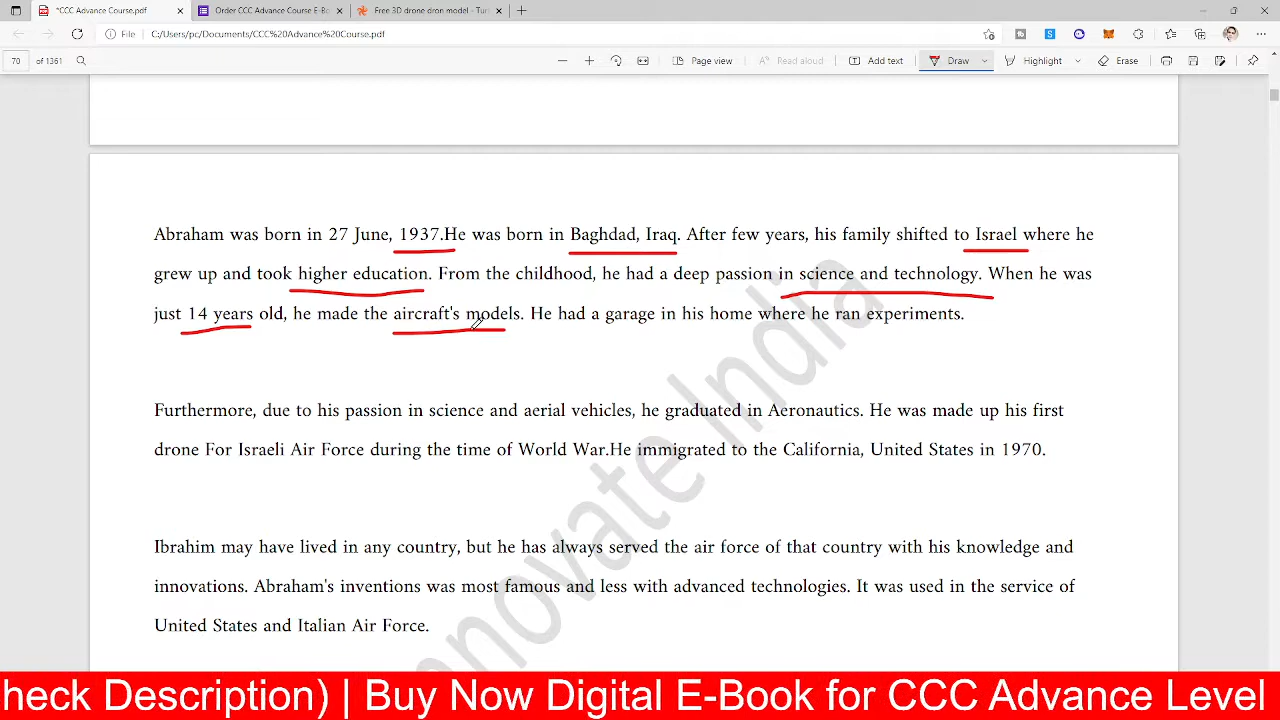 *CCC Advance Course.pdf
Order CCC Advance Course E-Bo
Free 3D drone dron model - Tur
File
C:/Users/pc/Documents/CCC%20Advance%20Course.pdf
70 of 1361
Page view
Read aloud
Add text
Draw
Highlight
Erase
Abraham was born in 27 June, 1937.He was born in Baghdad, Iraq. After few years, his family shifted to Israel where he
grew up and took higher education. From the childhood, he had a deep passion in science and technology. When he was
just 14 years old, he made the aircraft's models. He had a garage in his home where he ran experiments.
Furthermore, due to his passion in science and aerial vehicles, he graduated in Aeronautics. He was made up his first
drone For Israeli Air Force during the time of World War.He immigrated to the California, United States in 1970.
Ibrahim may have lived in any country, but he has always served the air force of that country with his knowledge and
innovations. Abraham's inventions was most famous and less with advanced technologies. It was used in the service of
United States and Italian Air Force.
nnovate India
heck Description) | Buy Now Digital E-Book for CCC Advance Level